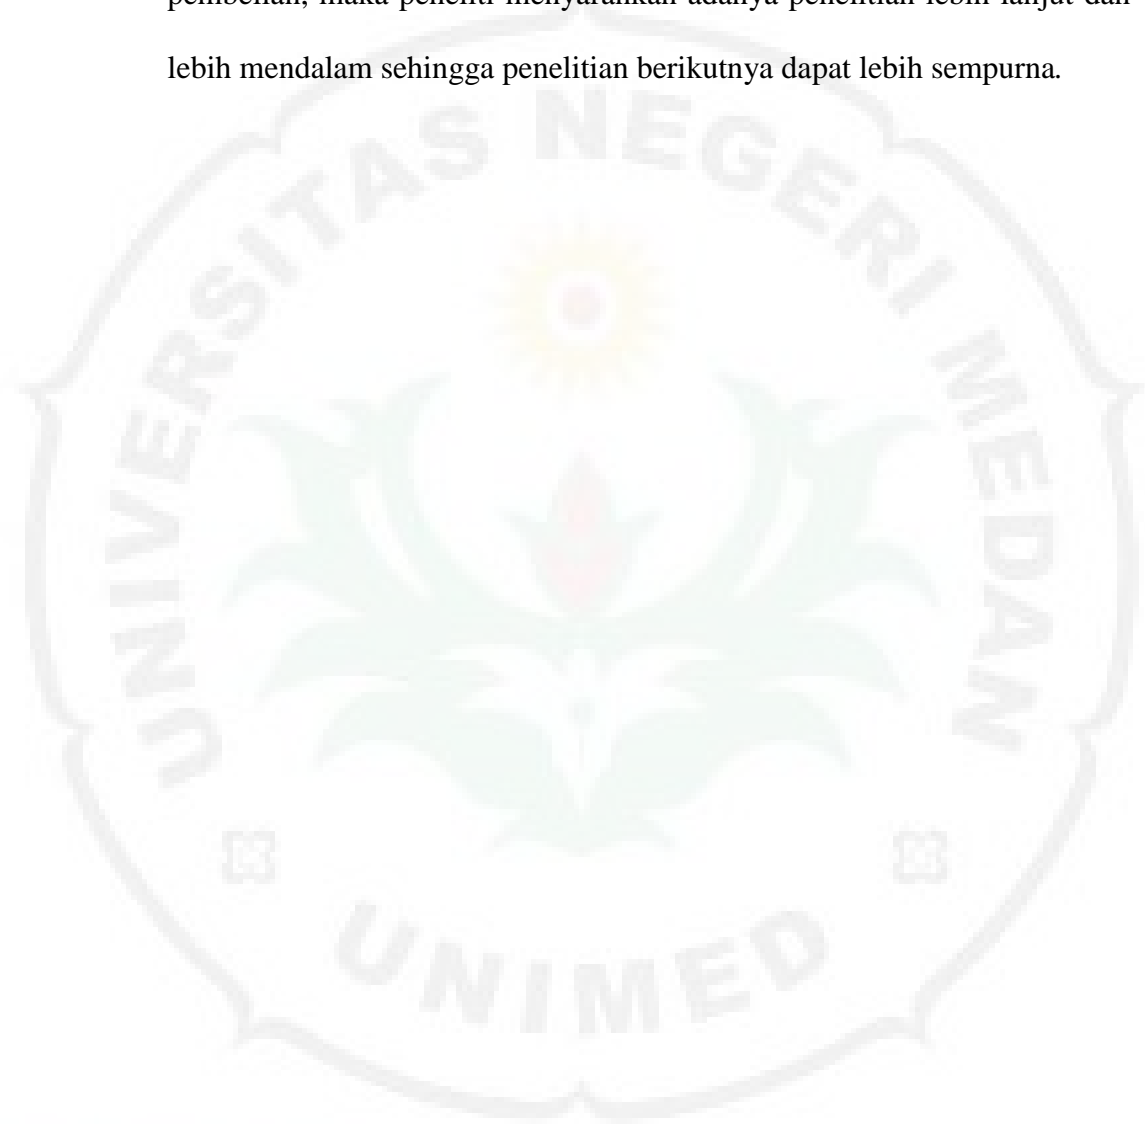 pembelian, maka peneliti menyarankan adanya penelitian lebih lanjut dan
lebih mendalam sehingga penelitian berikutnya dapat lebih sempurna.
UNIVERSITAS NEGERI MEDAN
UNIMED